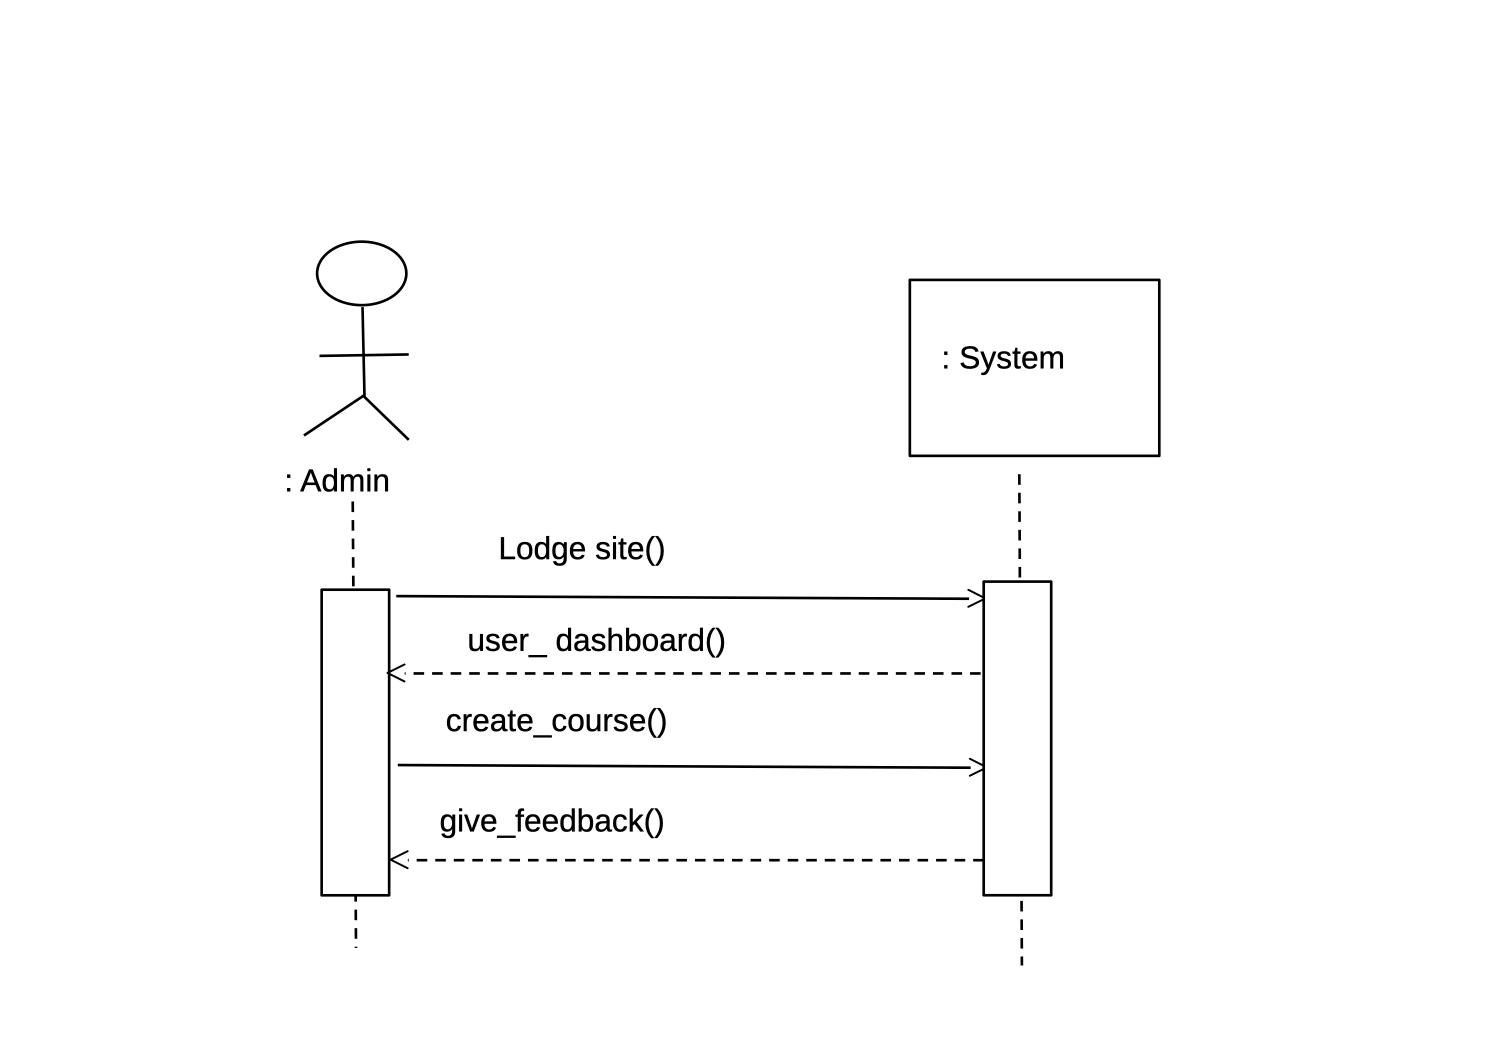 : System
: Admin
Lodge site()
user_ dashboard()
create_course()
give_feedback()